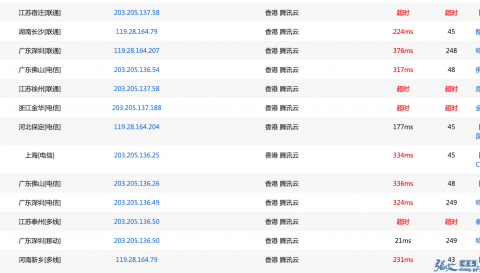 江苏宿迁[联通] 203.205.137.58 香港 腾讯云 超时 超时
湖南长沙[联通] 119.28.164.79 香港 腾讯云 224ms 45
广东深圳[联通] 119.28.164.207 香港 腾讯云 376ms 248
广东佛山[电信] 203.205.136.54 香港 腾讯云 317ms 48
江苏徐州[联通] 203.205.137.58 香港 腾讯云 超时 超时
浙江金华[电信] 203.205.137.188 香港 腾讯云 超时 超时
河北保定[电信] 119.28.164.204 香港 腾讯云 177ms 45
上海[电信] 203.205.136.25 香港 腾讯云 334ms 45
广东佛山[电信] 203.205.136.26 香港 腾讯云 336ms 48
广东深圳[电信] 203.205.136.49 香港 腾讯云 324ms 249
江苏泰州[多线] 203.205.136.50 香港 腾讯云 超时 超时
广东深圳[移动] 203.205.136.50 香港 腾讯云 21ms 249
河南新乡[多线] 119.28.164.79 香港 腾讯云 231ms 43